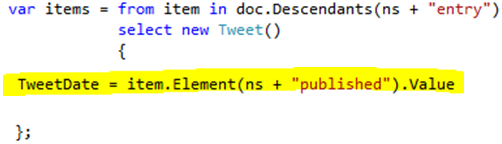 var items = from item in doc.Descendants(ns + "entry")
select new Tweet()
{
TweetDate = item.Element(ns + "published").Value
};